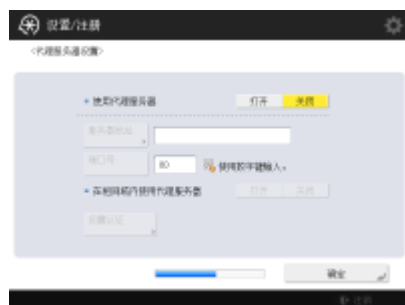 设置/注册
<代理服务器设置>
使用代理服务器 打开 关闭
服务器地址
端口号 80 使用数字键输入。
在相同域内使用代理服务器 打开 关闭
设置认证
确定
注册